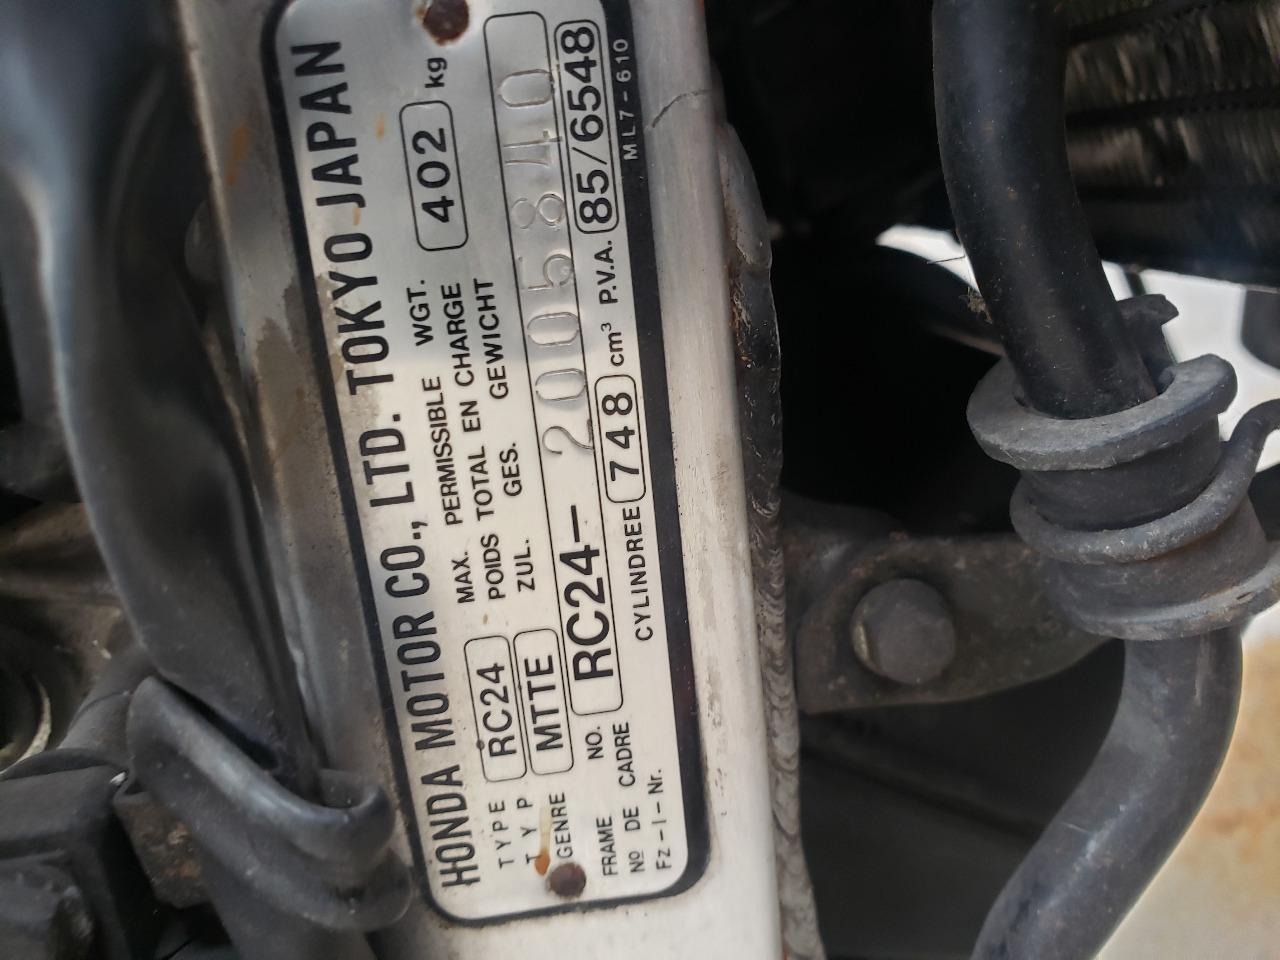 HONDA MOTOR CO., LTD. TOKYO JAPAN
TYPE RC24 MAX. PERMISSIBLE WGT. 402 kg
TYP POIDS TOTAL EN CHARGE
GENRE MTTE ZUL. GES. GEWICHT
FRAME NO. RC24- 2005840
No DE CADRE
Fz-I-Nr. CYLINDREE 748 cm³ P.V.A. 85/6548
ML7-610